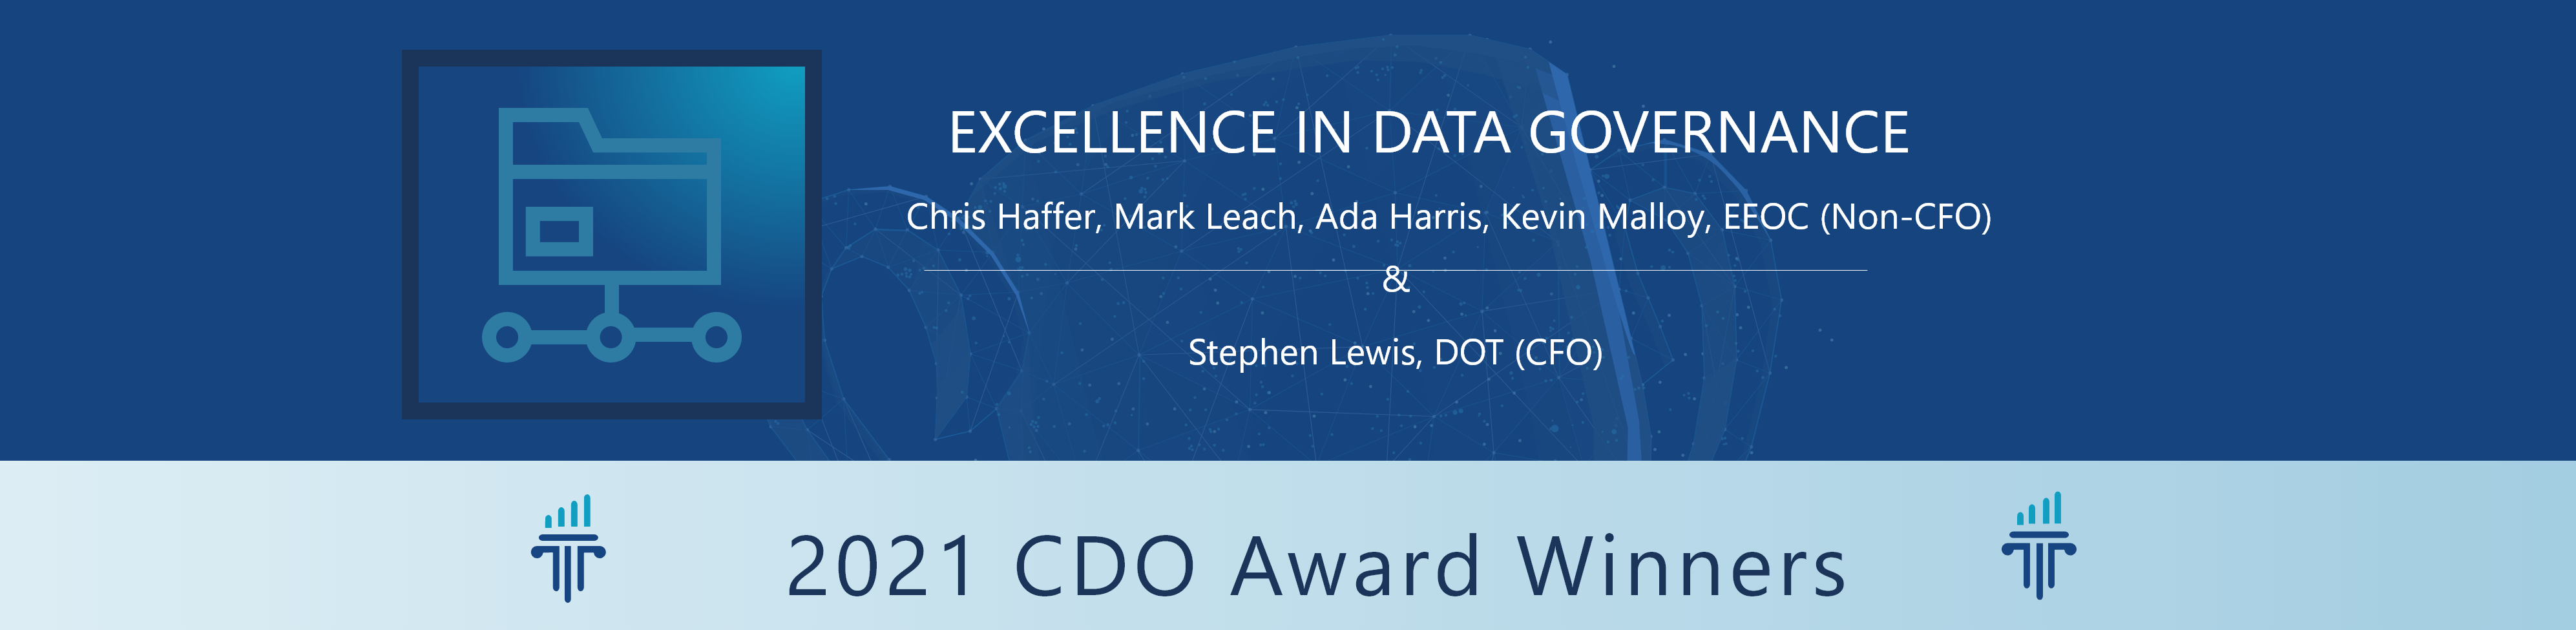 EXCELLENCE IN DATA GOVERNANCE
Chris Haffer, Mark Leach, Ada Harris, Kevin Malloy, EEOC (Non-CFO)
&
Stephen Lewis, DOT (CFO)
2021 CDO Award Winners